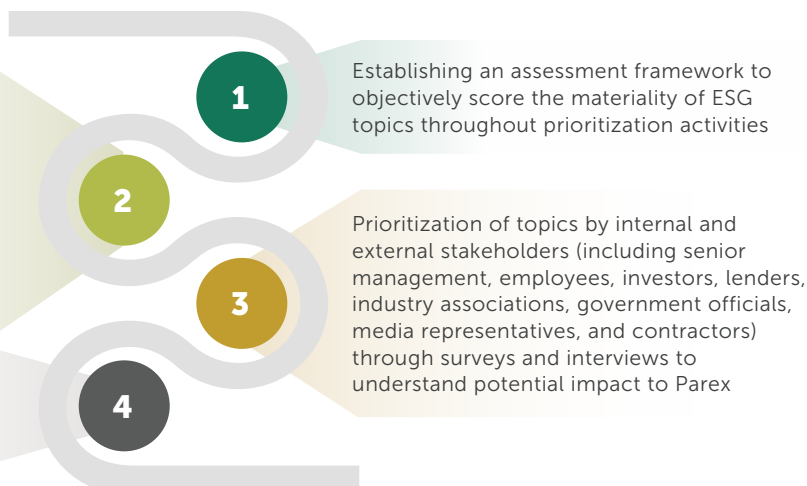 1
Establishing an assessment framework to
objectively score the materiality of ESG
topics throughout prioritization activities
2
3
Prioritization of topics by internal and
external stakeholders (including senior
management, employees, investors, lenders,
industry associations, government officials,
media representatives, and contractors)
through surveys and interviews to
understand potential impact to Parex
4